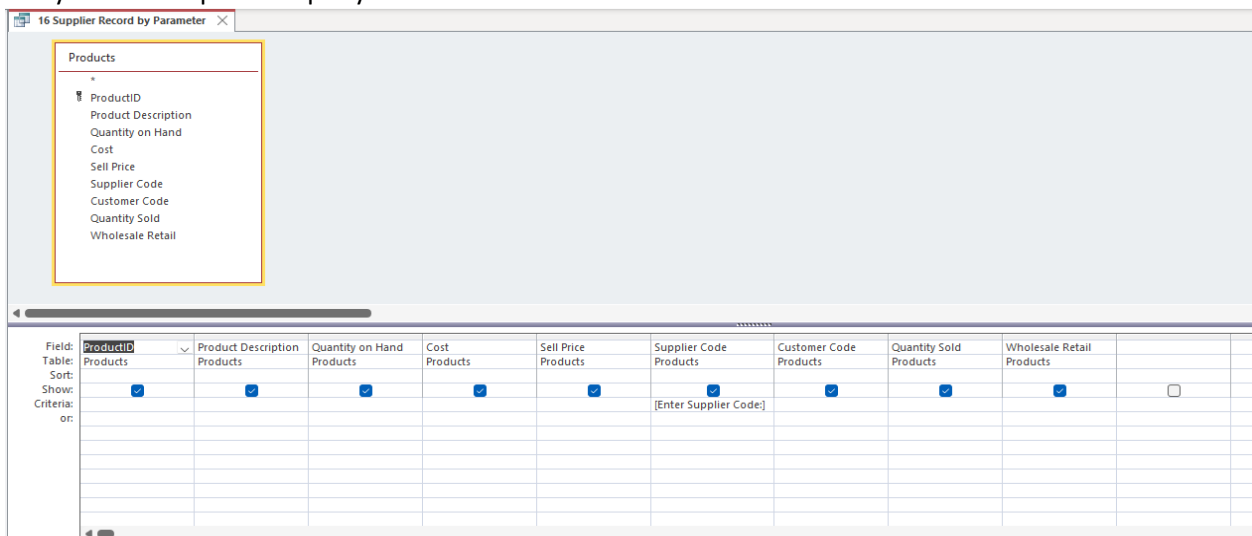 16 Supplier Record by Parameter
Products
*
ProductID
Product Description
Quantity on Hand
Cost
Sell Price
Supplier Code
Customer Code
Quantity Sold
Wholesale Retail
Field: ProductID Product Description Quantity on Hand Cost Sell Price Supplier Code Customer Code Quantity Sold Wholesale Retail
Table: Products Products Products Products Products Products Products Products Products
Sort:
Show:
Criteria: [Enter Supplier Code:]
or: